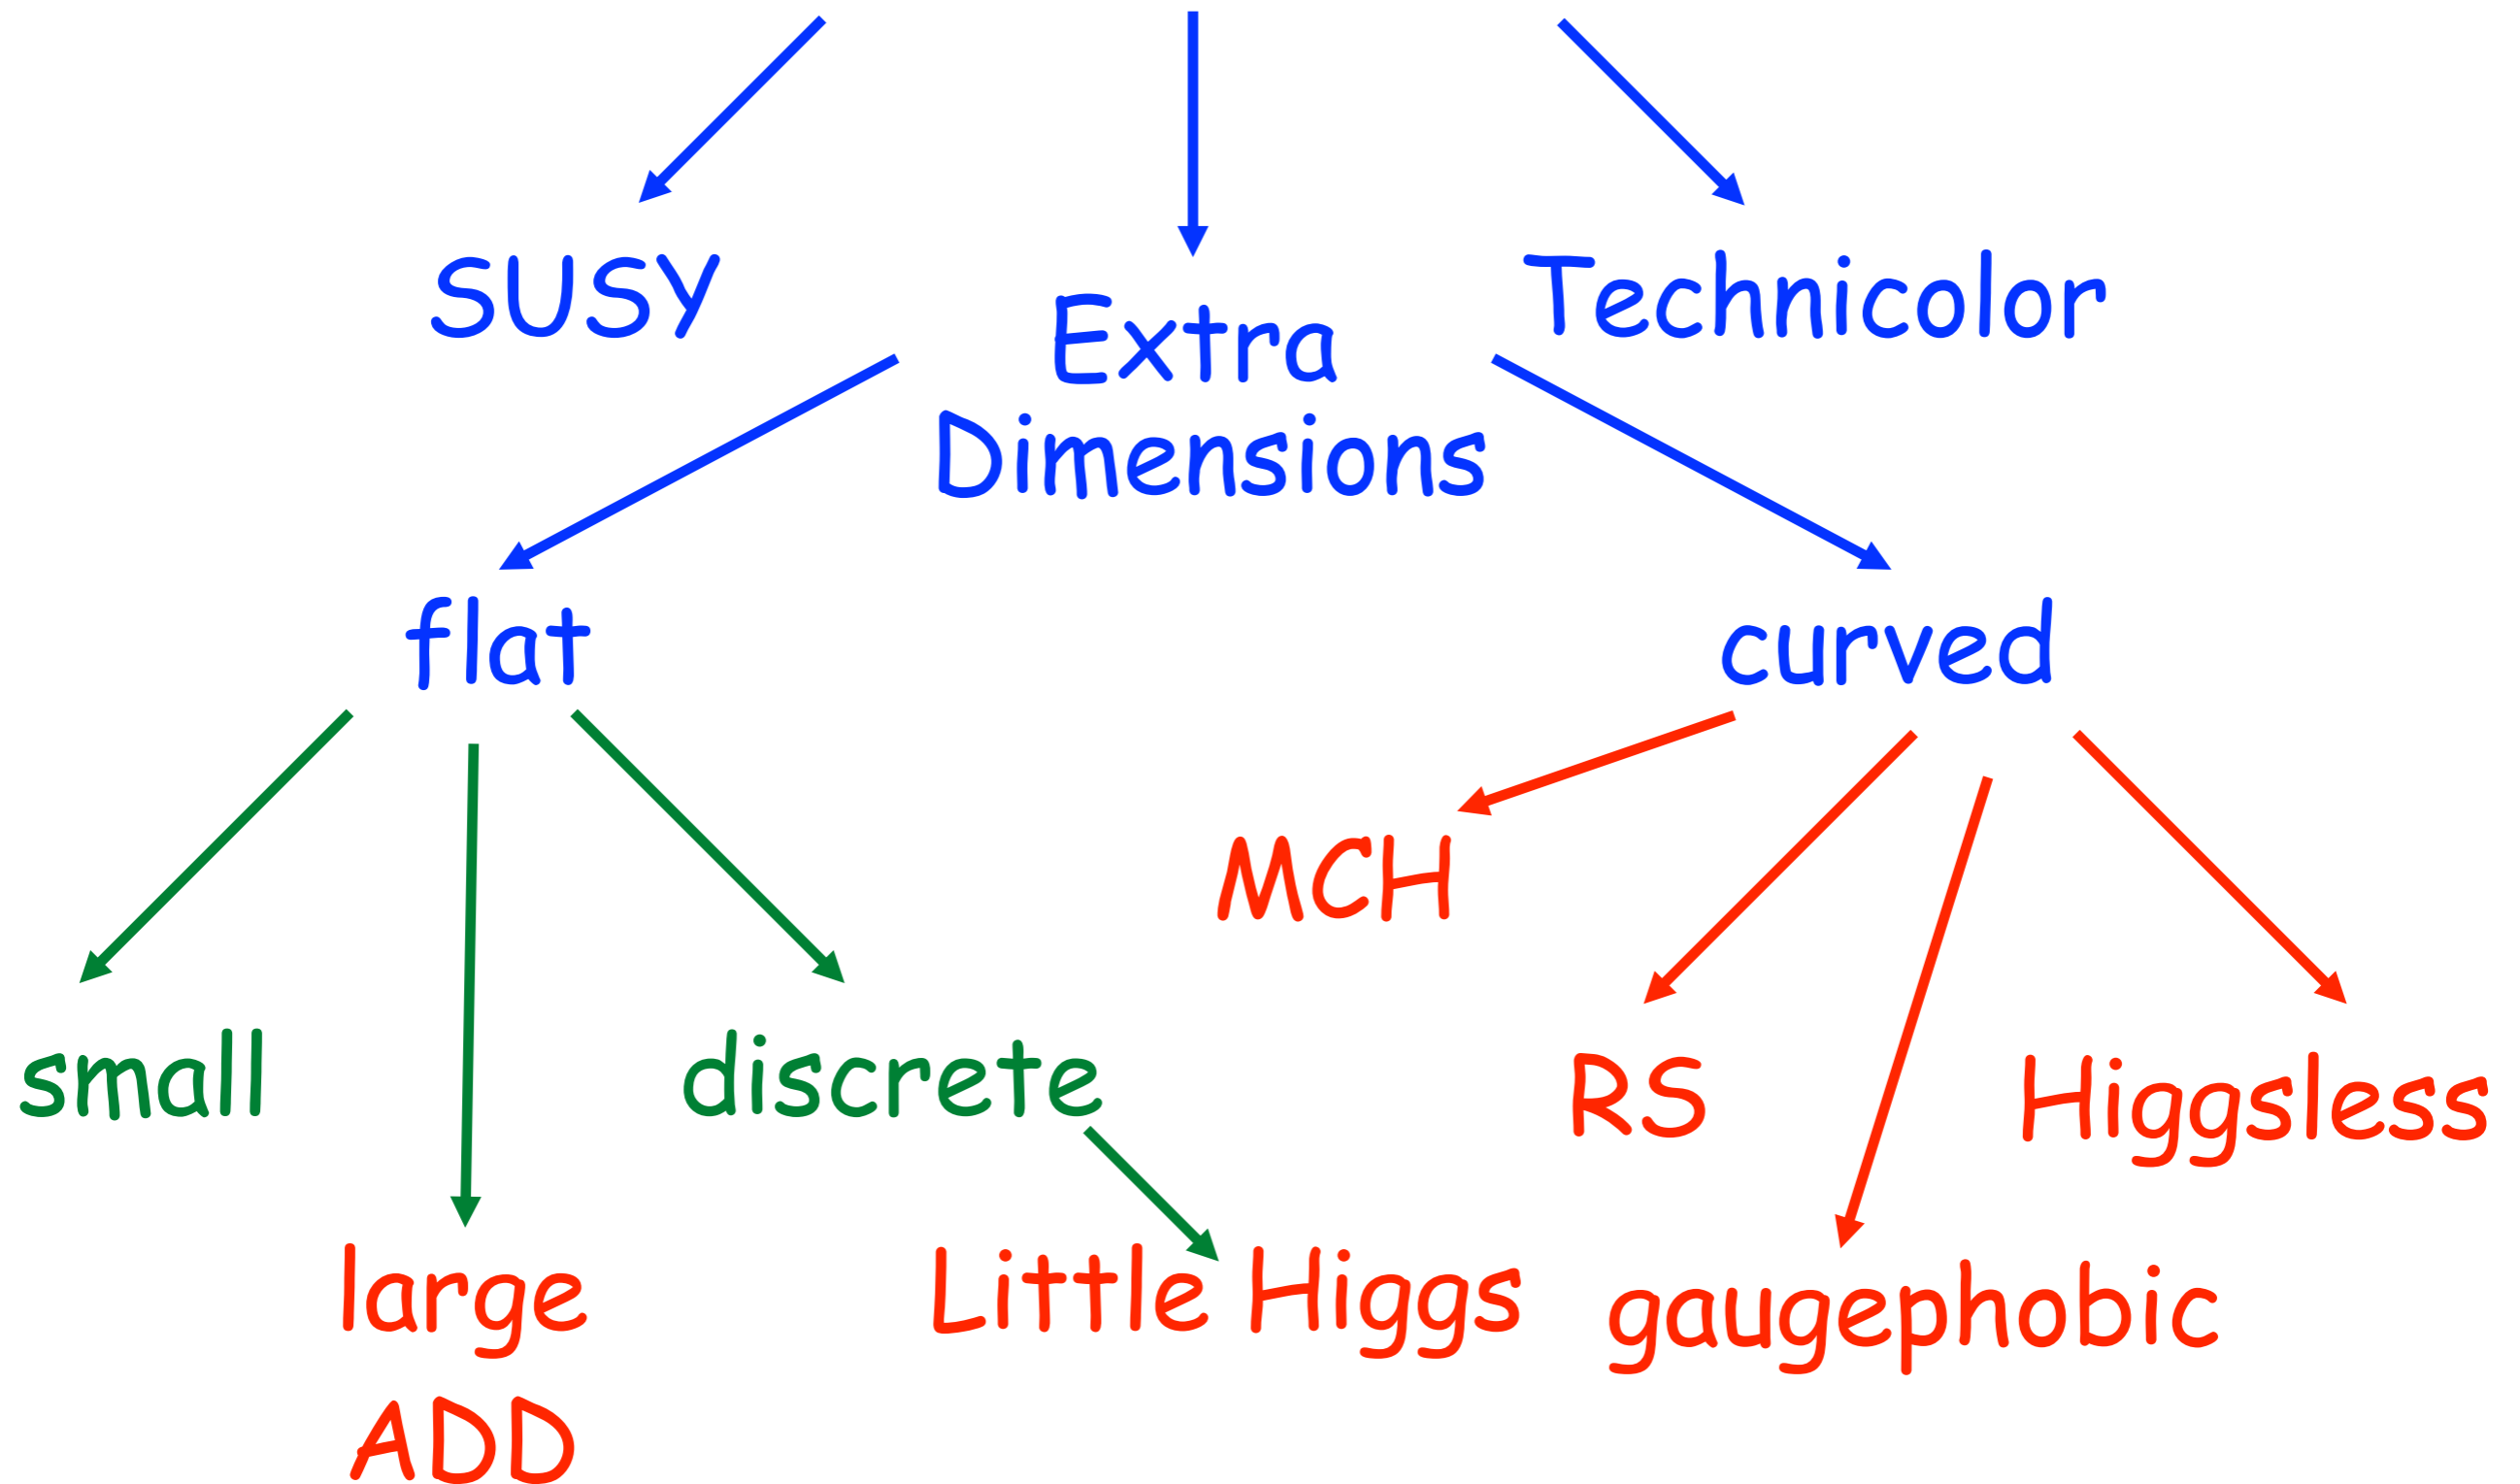 SUSY
Extra
Dimensions
Technicolor
flat
curved
MCH
small
discrete
RS
Higgsless
large
ADD
Little Higgs
gaugephobic